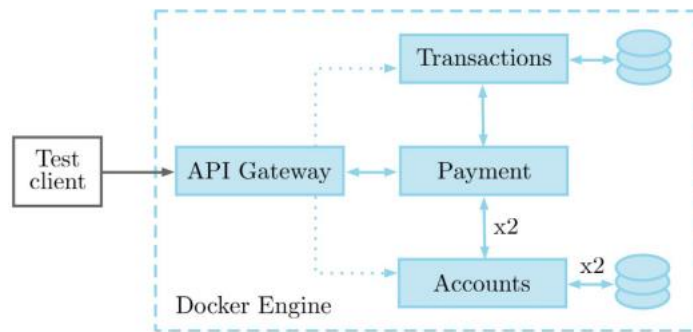 Transactions
Test
client
API Gateway
Payment
x2
x2
Accounts
Docker Engine